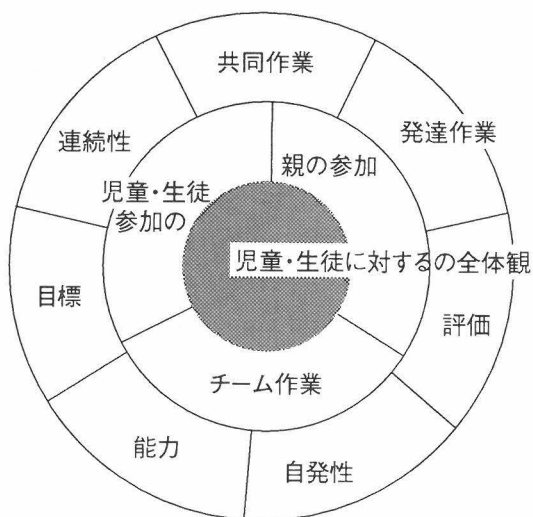 共同作業
連続性
発達作業
親の参加
児童・生徒
参加の
児童・生徒に対するの全体観
目標
評価
チーム作業
能力
自発性